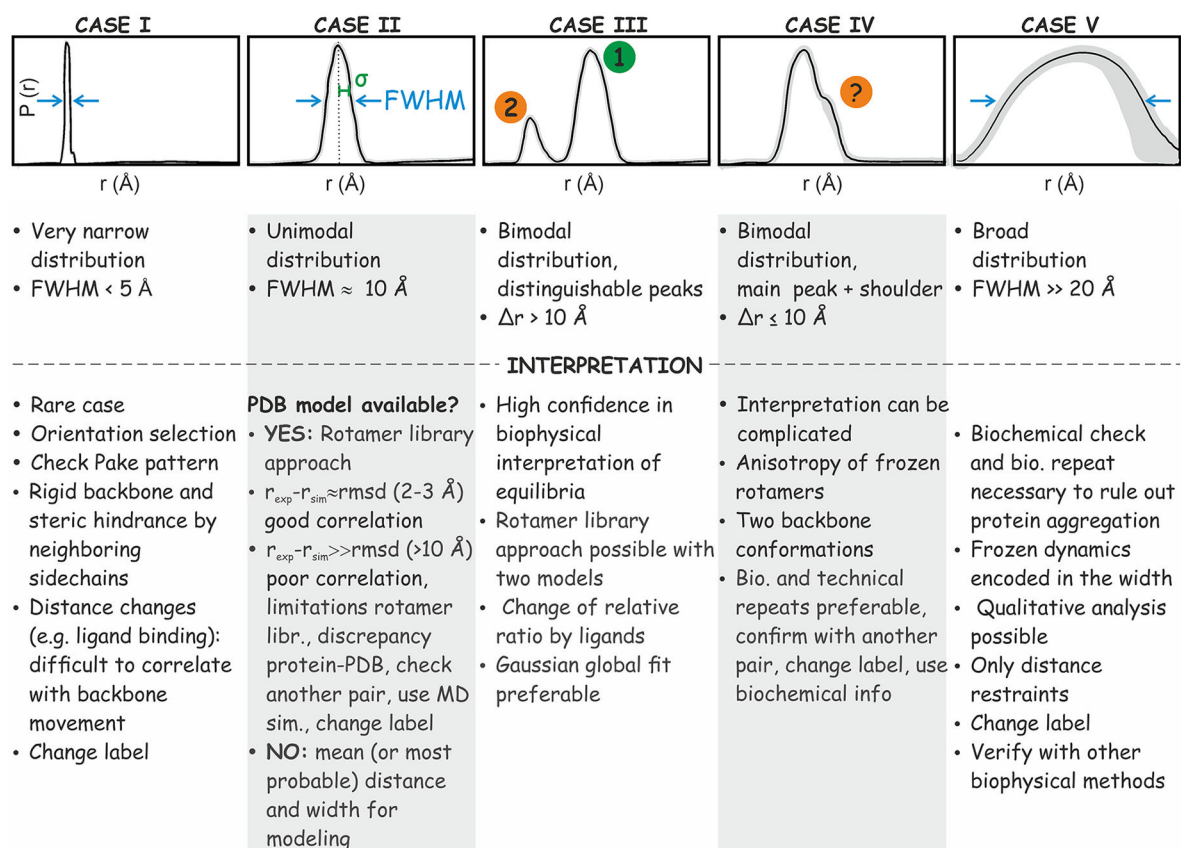 CASE I
P (r)
r (Å)
• Very narrow
distribution
• FWHM < 5 Å
CASE II
σ
FWHM
r (Å)
• Unimodal
distribution
• FWHM ≈ 10 Å
CASE III
1
2
r (Å)
• Bimodal
distribution,
distinguishable peaks
• Δr > 10 Å
CASE IV
?
r (Å)
• Bimodal
distribution,
main peak + shoulder
• Δr ≤ 10 Å
CASE V
r (Å)
• Broad
distribution
• FWHM >> 20 Å
INTERPRETATION
• Rare case
• Orientation selection
• Check Pake pattern
• Rigid backbone and
steric hindrance by
neighboring
sidechains
• Distance changes
(e.g. ligand binding):
difficult to correlate
with backbone
movement
• Change label
PDB model available?
• YES: Rotamer library
approach
• rexp-rsim≈rmsd (2-3 Å)
good correlation
• rexp-rsim>>rmsd (>10 Å)
poor correlation,
limitations rotamer
libr., discrepancy
protein-PDB, check
another pair, use MD
sim., change label
• NO: mean (or most
probable) distance
and width for
modeling
• High confidence in
biophysical
interpretation of
equilibria
• Rotamer library
approach possible with
two models
• Change of relative
ratio by ligands
• Gaussian global fit
preferable
• Interpretation can be
complicated
• Anisotropy of frozen
rotamers
• Two backbone
conformations
• Bio. and technical
repeats preferable,
confirm with another
pair, change label, use
biochemical info
• Biochemical check
and bio. repeat
necessary to rule out
protein aggregation
• Frozen dynamics
encoded in the width
• Qualitative analysis
possible
• Only distance
restraints
• Change label
• Verify with other
biophysical methods